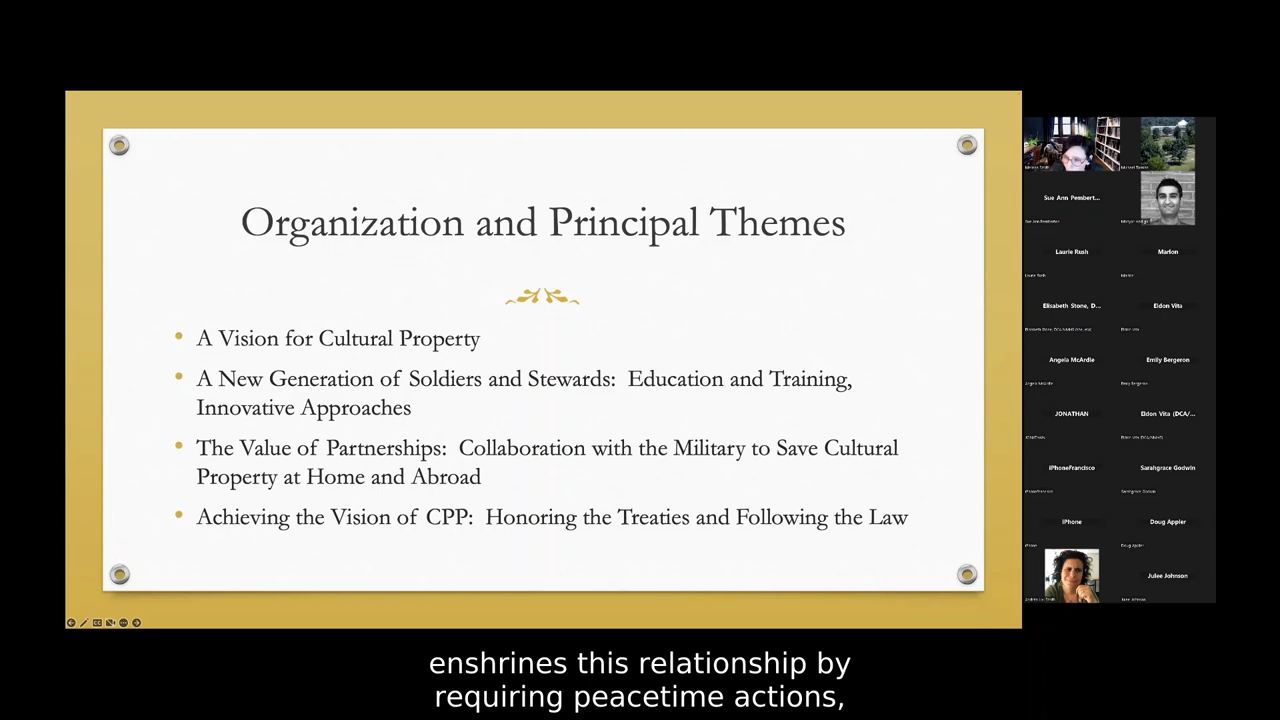 Organization and Principal Themes
A Vision for Cultural Property
A New Generation of Soldiers and Stewards: Education and Training,
Innovative Approaches
The Value of Partnerships: Collaboration with the Military to Save Cultural
Property at Home and Abroad
Achieving the Vision of CPP: Honoring the Treaties and Following the Law
Sue Ann Pembert...
Laurie Rush
Marlon
Elisabeth Stone, D...
Eldon Vita
Angela McArdle
Emily Bergeron
JONATHAN
Eldon Vita (DCA/...
iPhoneFrancisco
Sarahgrace Godwin
iPhone
Doug Appler
Julee Johnson
enshrines this relationship by
requiring peacetime actions,